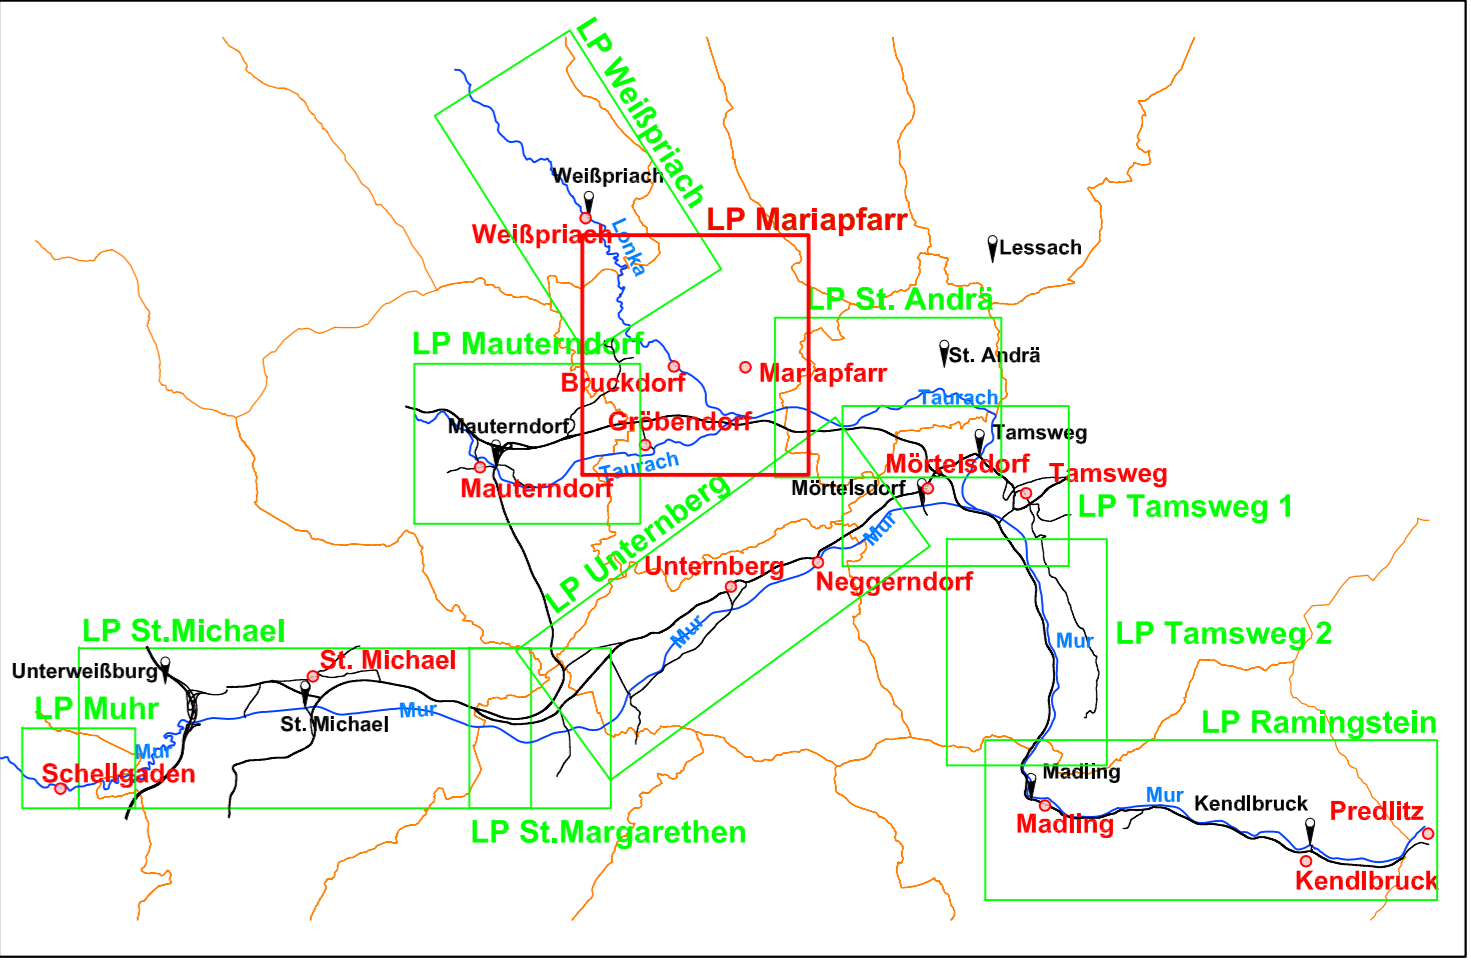 LP Weißpriach
Weißpriach
LP Mariapfarr
Weißpriach
Lonka
Lessach
LP St. Andrä
LP Mauterndorf
St. Andrä
Bruckdorf
Mariapfarr
Taurach
Gröbendorf
Mauterndorf
Tamsweg
Taurach
Mörtelsdorf
Tamsweg
Mauterndorf
Mörtelsdorf
LP Tamsweg 1
LP Unternberg
Mur
Unternberg
Neggerndorf
LP St.Michael
Mur
Mur
LP Tamsweg 2
Unterweißburg
St. Michael
LP Muhr
St. Michael
Mur
LP Ramingstein
Mur
Schellgaden
Madling
Mur
Kendlbruck
Predlitz
Madling
LP St.Margarethen
Kendlbruck